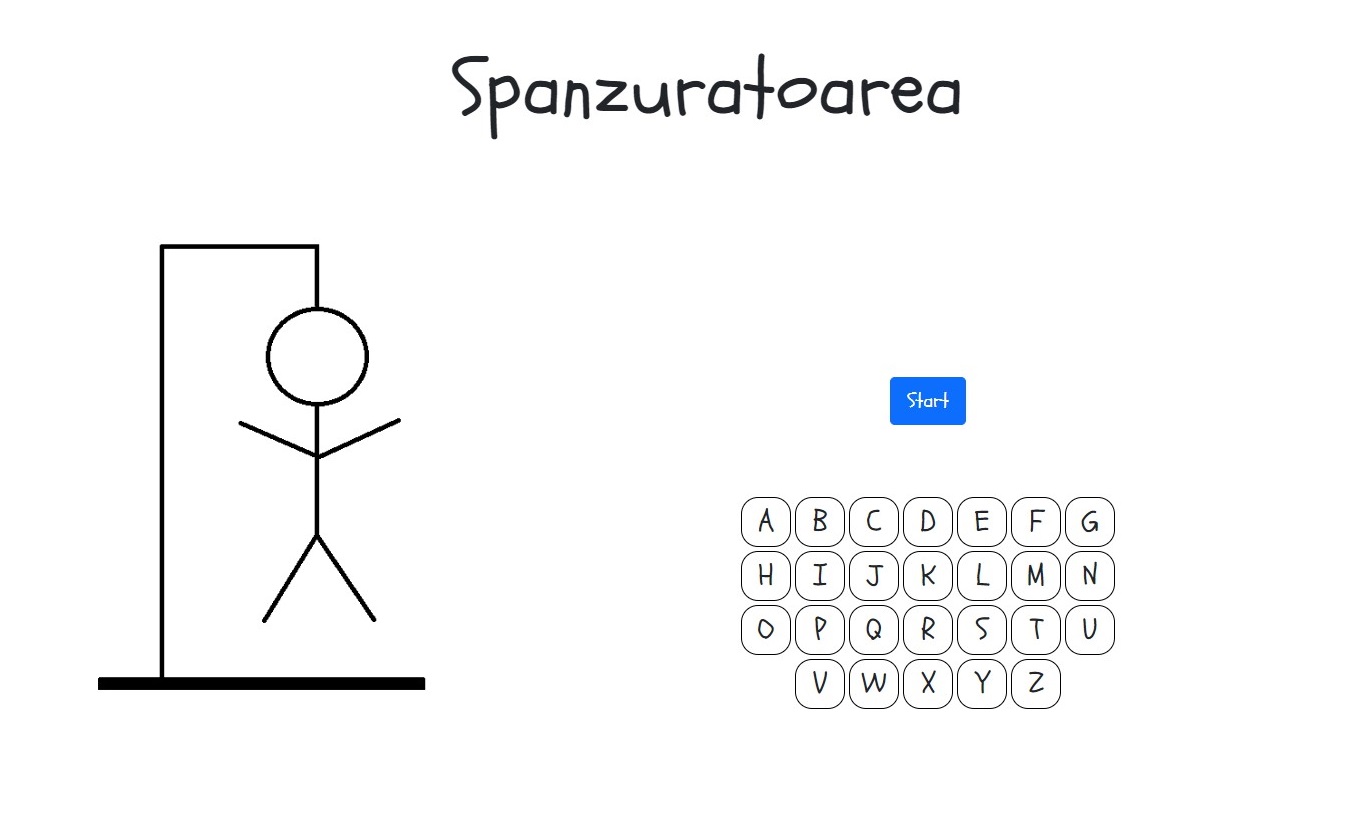 Spanzuratoarea
Start
A B C D E F G
H I J K L M N
O P Q R S T U
V W X Y Z